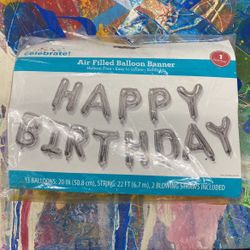 celebrate!
Air Filled Balloon Banner
1
HAPPY
BIRTHDAY
13 BALLOONS: 20 IN (50.8 cm), STRING: 22 FT (6.7 m), 2 BLOWING STRAWS INCLUDED